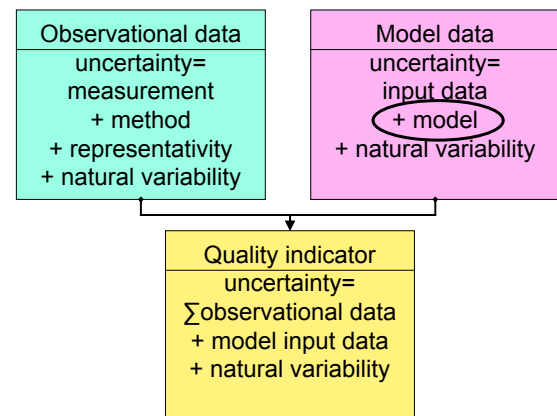 Observational data
uncertainty=
measurement
+ method
+ representativity
+ natural variability
Model data
uncertainty=
input data
+ model
+ natural variability
Quality indicator
uncertainty=
∑observational data
+ model input data
+ natural variability